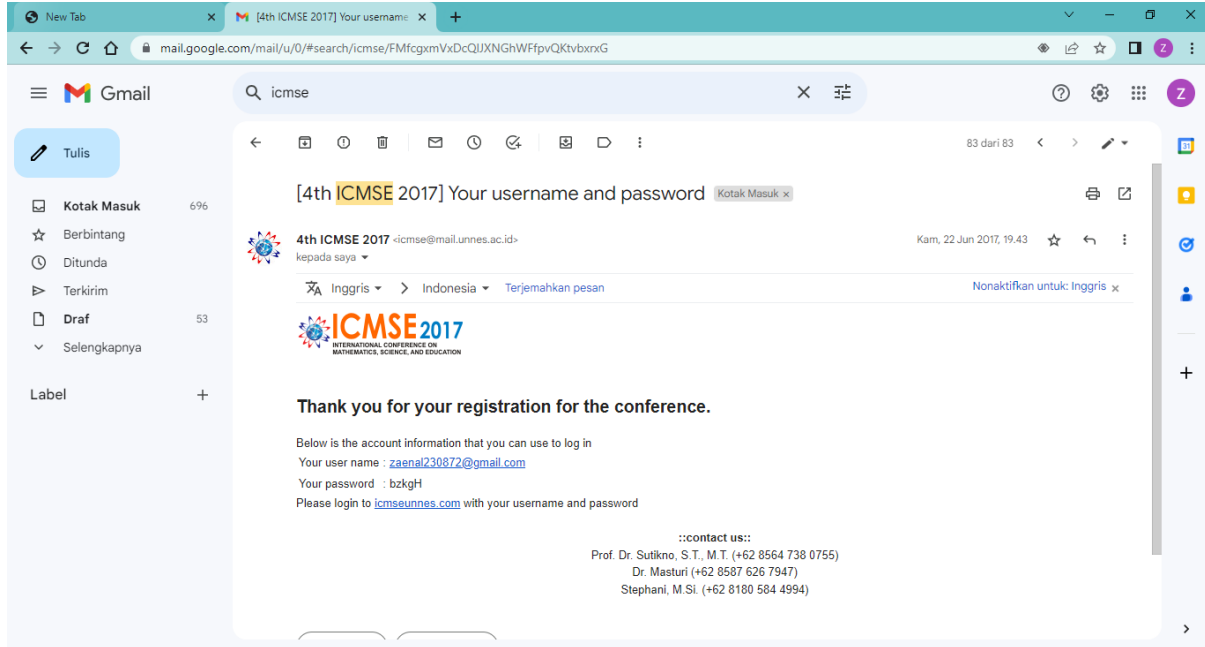 New Tab
[4th ICMSE 2017] Your username
mail.google.com/mail/u/0/#search/icmse/FMfcgxmVxDcQlJXNGhWFfpvQKtvbxrxG
Z
Gmail
icmse
Z
Tulis
83 dari 83
31
Kotak Masuk 696
Berbintang
Ditunda
Terkirim
Draf 53
Selengkapnya
Label
[4th ICMSE 2017] Your username and password Kotak Masuk x
4th ICMSE 2017 <icmse@mail.unnes.ac.id> Kam, 22 Jun 2017, 19.43
kepada saya
Inggris > Indonesia Terjemahkan pesan Nonaktifkan untuk: Inggris x
ICMSE 2017
INTERNATIONAL CONFERENCE ON
MATHEMATICS, SCIENCE, AND EDUCATION
Thank you for your registration for the conference.
Below is the account information that you can use to log in
Your user name : zaenal230872@gmail.com
Your password : bzkgH
Please login to icmseunnes.com with your username and password
::contact us::
Prof. Dr. Sutikno, S.T., M.T. (+62 8564 738 0755)
Dr. Masturi (+62 8587 626 7947)
Stephani, M.Si. (+62 8180 584 4994)